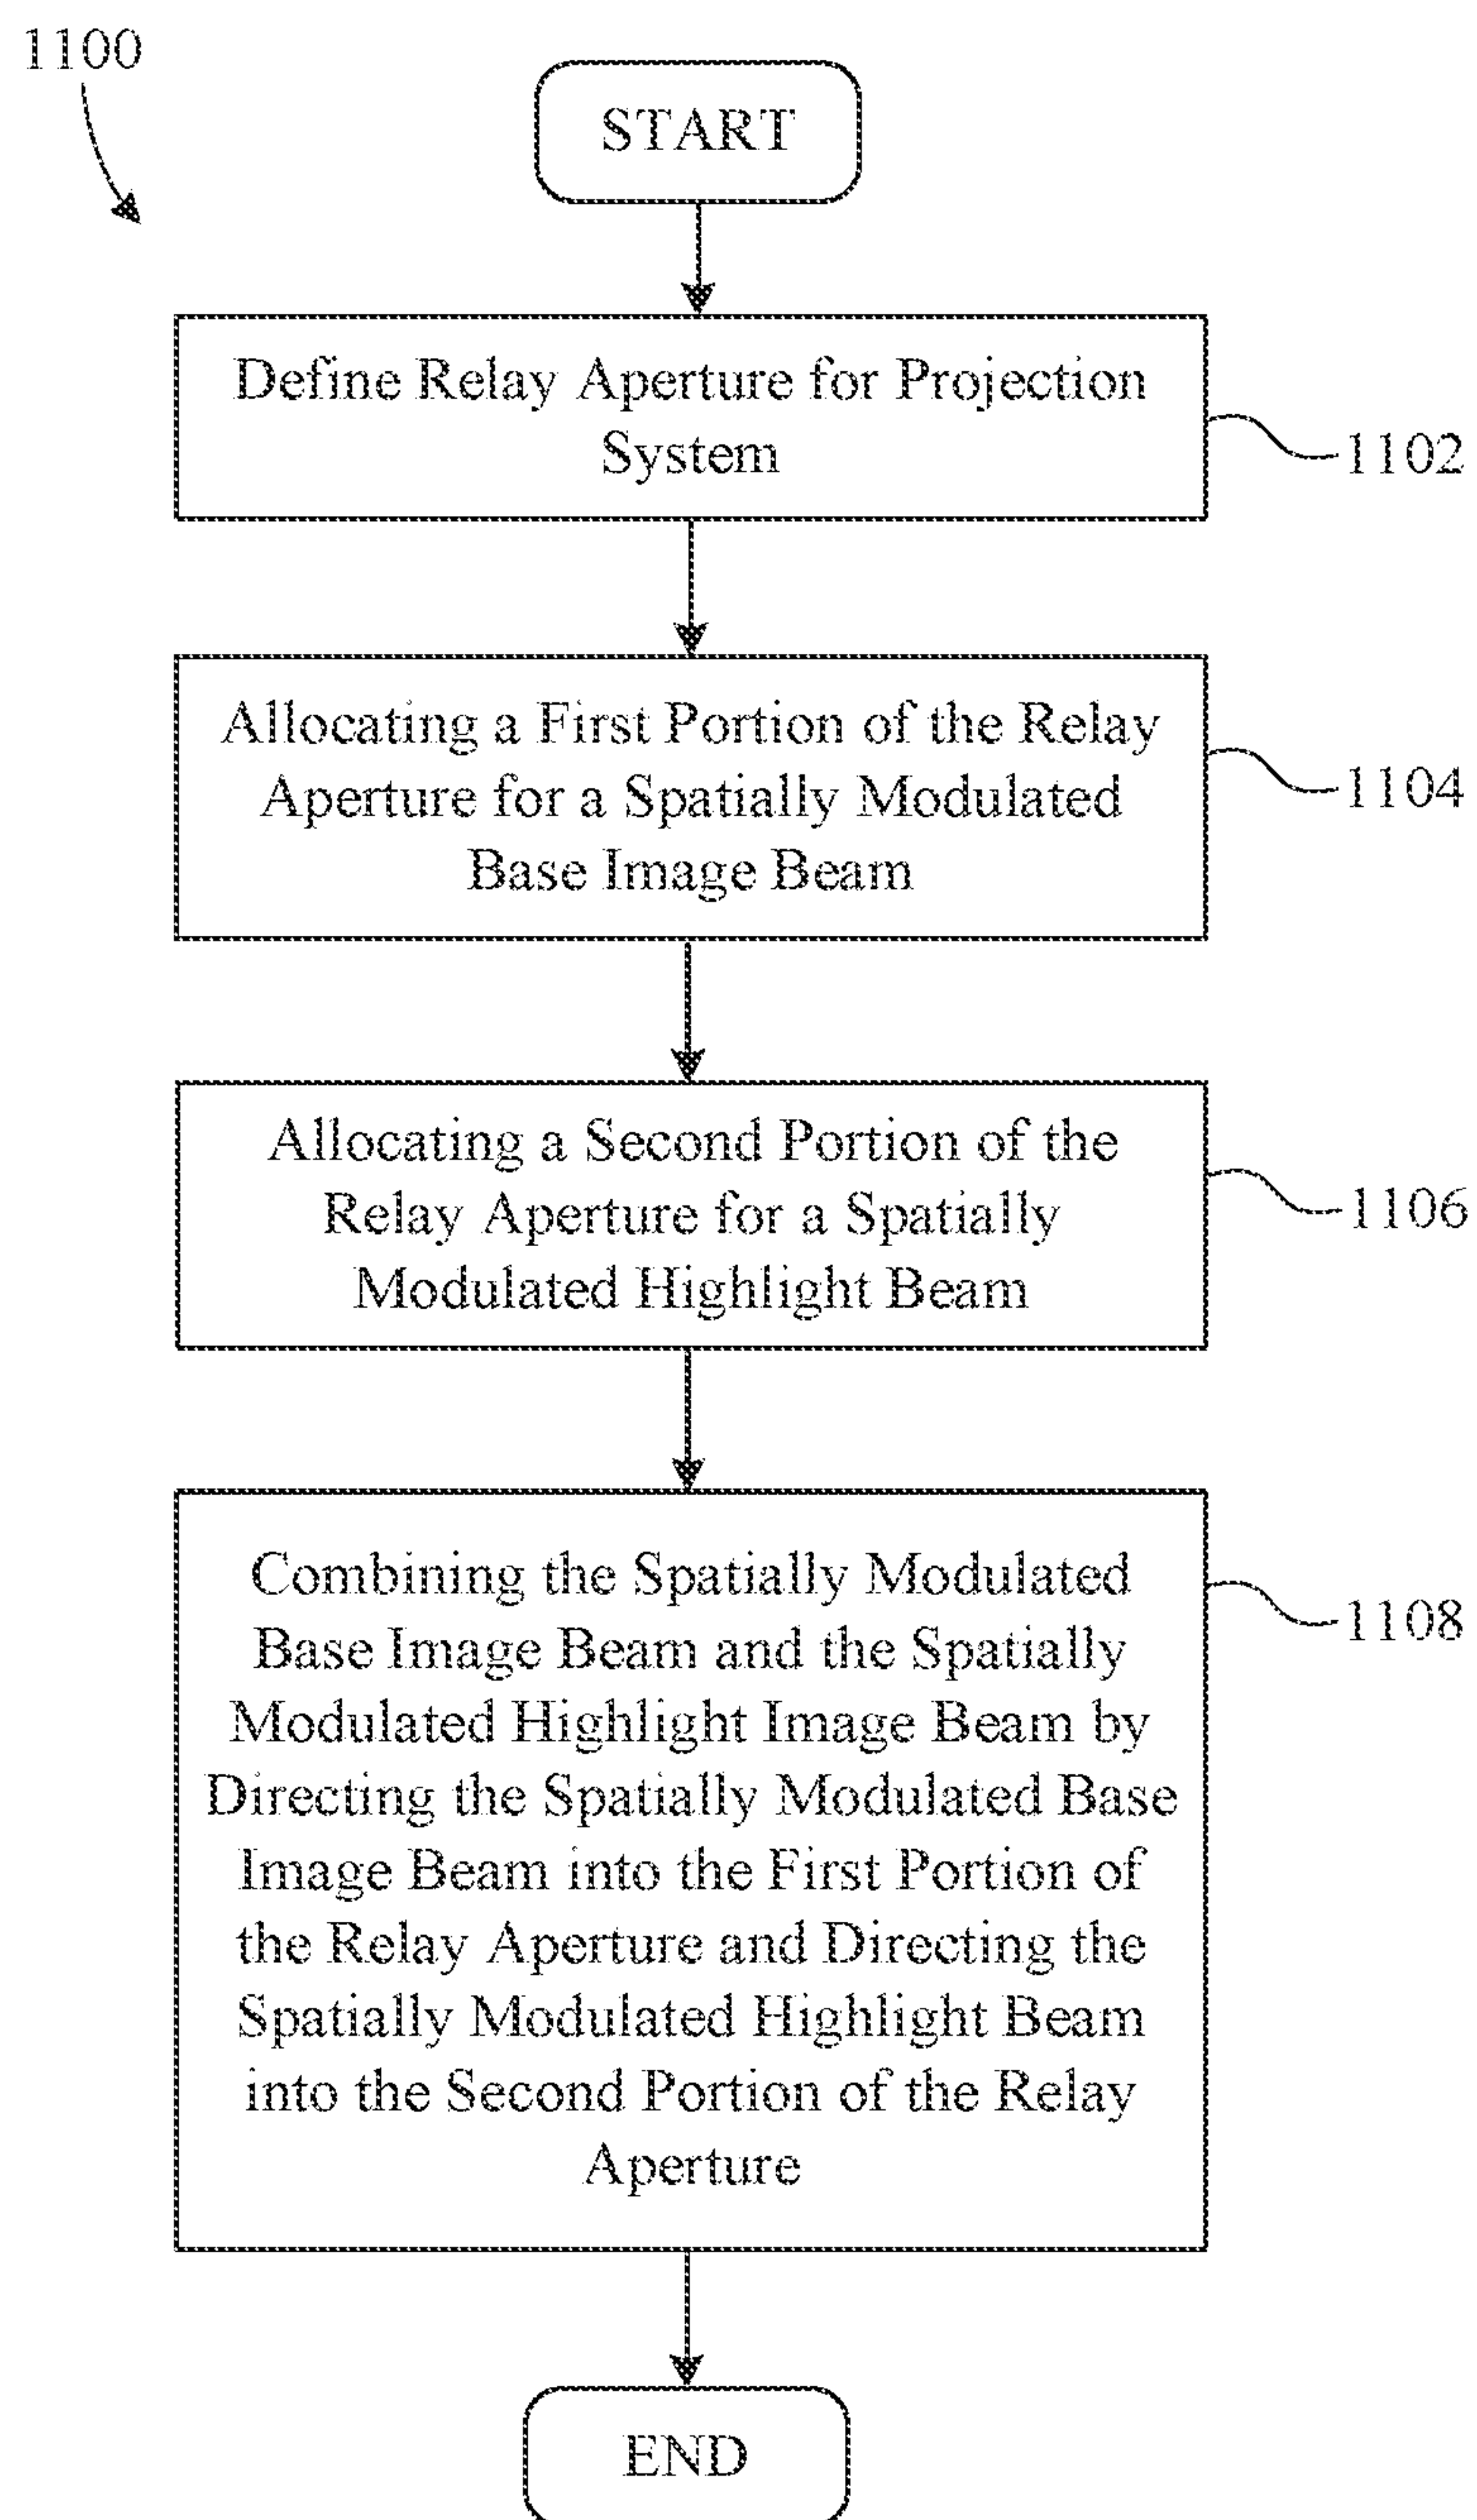 1100
START
Define Relay Aperture for Projection
System
1102
Allocating a First Portion of the Relay
Aperture for a Spatially Modulated
Base Image Beam
1104
Allocating a Second Portion of the
Relay Aperture for a Spatially
Modulated Highlight Beam
1106
Combining the Spatially Modulated
Base Image Beam and the Spatially
Modulated Highlight Image Beam by
Directing the Spatially Modulated Base
Image Beam into the First Portion of
the Relay Aperture and Directing the
Spatially Modulated Highlight Beam
into the Second Portion of the Relay
Aperture
1108
END